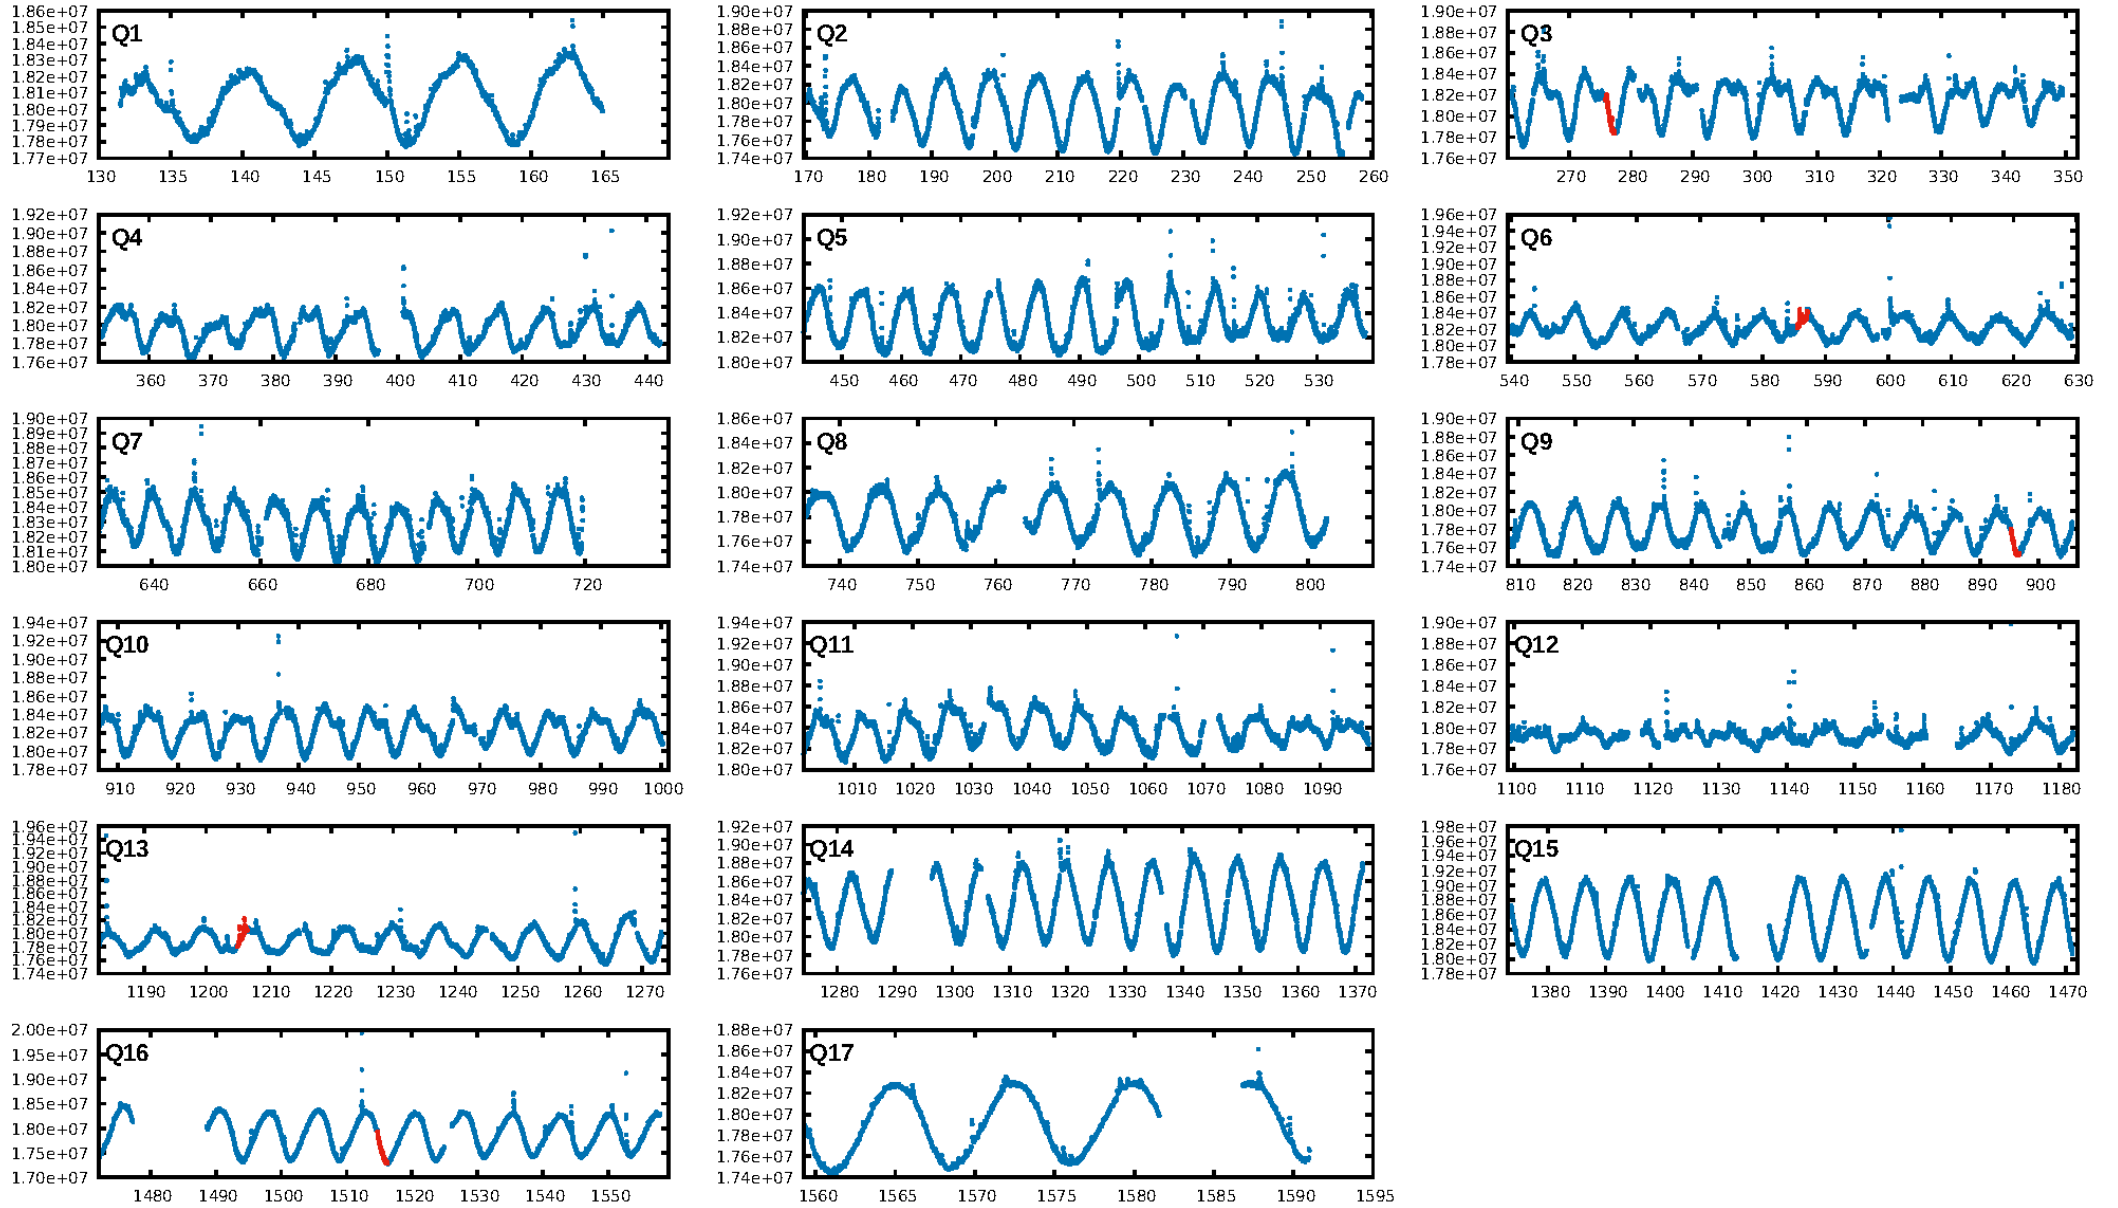 Q1
1.86e+07
1.85e+07
1.84e+07
1.83e+07
1.82e+07
1.81e+07
1.80e+07
1.79e+07
1.78e+07
1.77e+07
130 135 140 145 150 155 160 165
Q2
1.90e+07
1.88e+07
1.86e+07
1.84e+07
1.82e+07
1.80e+07
1.78e+07
1.76e+07
1.74e+07
170 180 190 200 210 220 230 240 250 260
Q3
1.90e+07
1.88e+07
1.86e+07
1.84e+07
1.82e+07
1.80e+07
1.78e+07
1.76e+07
270 280 290 300 310 320 330 340 350
Q4
1.92e+07
1.90e+07
1.88e+07
1.86e+07
1.84e+07
1.82e+07
1.80e+07
1.78e+07
1.76e+07
360 370 380 390 400 410 420 430 440
Q5
1.92e+07
1.90e+07
1.88e+07
1.86e+07
1.84e+07
1.82e+07
1.80e+07
450 460 470 480 490 500 510 520 530
Q6
1.96e+07
1.94e+07
1.92e+07
1.90e+07
1.88e+07
1.86e+07
1.84e+07
1.82e+07
1.80e+07
1.78e+07
540 550 560 570 580 590 600 610 620 630
Q7
1.90e+07
1.89e+07
1.88e+07
1.87e+07
1.86e+07
1.85e+07
1.84e+07
1.83e+07
1.82e+07
1.81e+07
1.80e+07
640 660 680 700 720
Q8
1.86e+07
1.84e+07
1.82e+07
1.80e+07
1.78e+07
1.76e+07
1.74e+07
740 750 760 770 780 790 800
Q9
1.90e+07
1.88e+07
1.86e+07
1.84e+07
1.82e+07
1.80e+07
1.78e+07
1.76e+07
1.74e+07
810 820 830 840 850 860 870 880 890 900
Q10
1.94e+07
1.92e+07
1.90e+07
1.88e+07
1.86e+07
1.84e+07
1.82e+07
1.80e+07
1.78e+07
910 920 930 940 950 960 970 980 990 1000
Q11
1.94e+07
1.92e+07
1.90e+07
1.88e+07
1.86e+07
1.84e+07
1.82e+07
1.80e+07
1010 1020 1030 1040 1050 1060 1070 1080 1090
Q12
1.90e+07
1.88e+07
1.86e+07
1.84e+07
1.82e+07
1.80e+07
1.78e+07
1.76e+07
1100 1110 1120 1130 1140 1150 1160 1170 1180
Q13
1.96e+07
1.94e+07
1.92e+07
1.90e+07
1.88e+07
1.86e+07
1.84e+07
1.82e+07
1.80e+07
1.78e+07
1.76e+07
1.74e+07
1190 1200 1210 1220 1230 1240 1250 1260 1270
Q14
1.92e+07
1.90e+07
1.88e+07
1.86e+07
1.84e+07
1.82e+07
1.80e+07
1.78e+07
1.76e+07
1280 1290 1300 1310 1320 1330 1340 1350 1360 1370
Q15
1.98e+07
1.96e+07
1.94e+07
1.92e+07
1.90e+07
1.88e+07
1.86e+07
1.84e+07
1.82e+07
1.80e+07
1.78e+07
1380 1390 1400 1410 1420 1430 1440 1450 1460 1470
Q16
2.00e+07
1.95e+07
1.90e+07
1.85e+07
1.80e+07
1.75e+07
1.70e+07
1480 1490 1500 1510 1520 1530 1540 1550
Q17
1.88e+07
1.86e+07
1.84e+07
1.82e+07
1.80e+07
1.78e+07
1.76e+07
1.74e+07
1560 1565 1570 1575 1580 1585 1590 1595